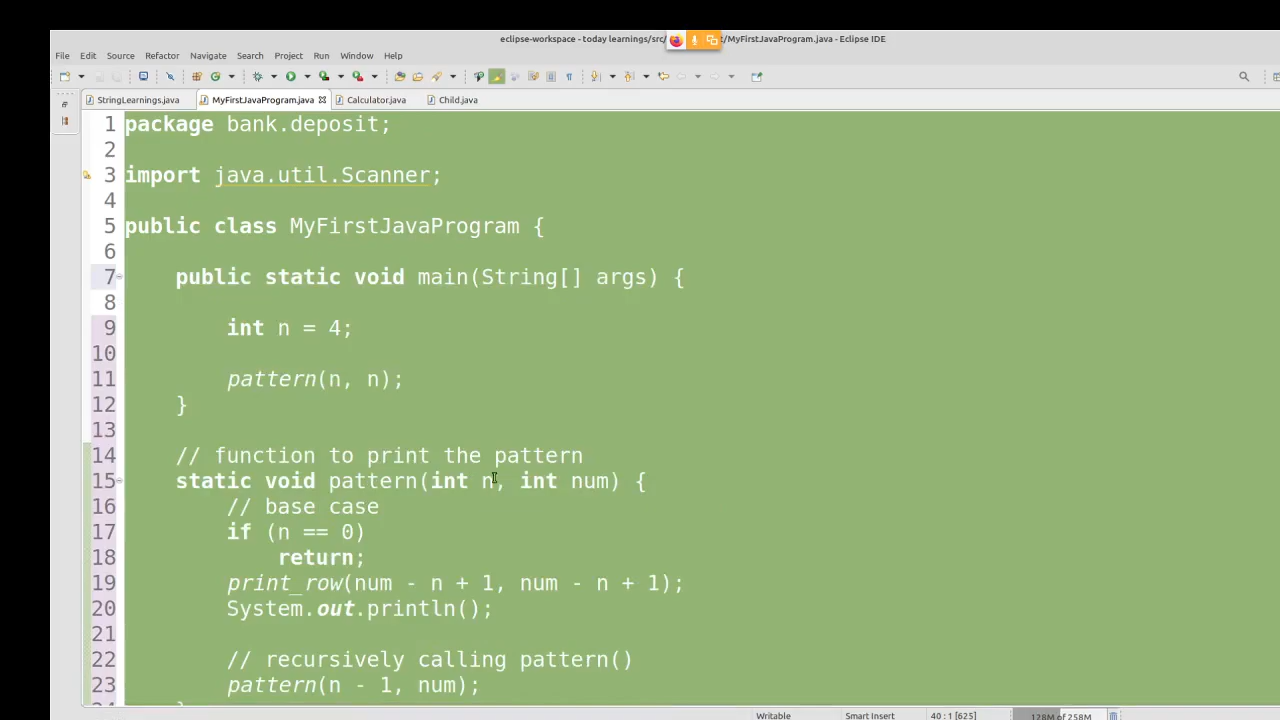 eclipse-workspace - today learnings/src/ t/MyFirstJavaProgram.java - Eclipse IDE
File Edit Source Refactor Navigate Search Project Run Window Help
StringLearnings.java MyFirstJavaProgram.java Calculator.java Child.java
1 package bank.deposit;
2
3 import java.util.Scanner;
4
5 public class MyFirstJavaProgram {
6
7 public static void main(String[] args) {
8
9 int n = 4;
10
11 pattern(n, n);
12 }
13
14 // function to print the pattern
15 static void pattern(int n, int num) {
16 // base case
17 if (n == 0)
18 return;
19 print_row(num - n + 1, num - n + 1);
20 System.out.println();
21
22 // recursively calling pattern()
23 pattern(n - 1, num);
Writable Smart Insert 40 : 1 [625] 128M of 258M